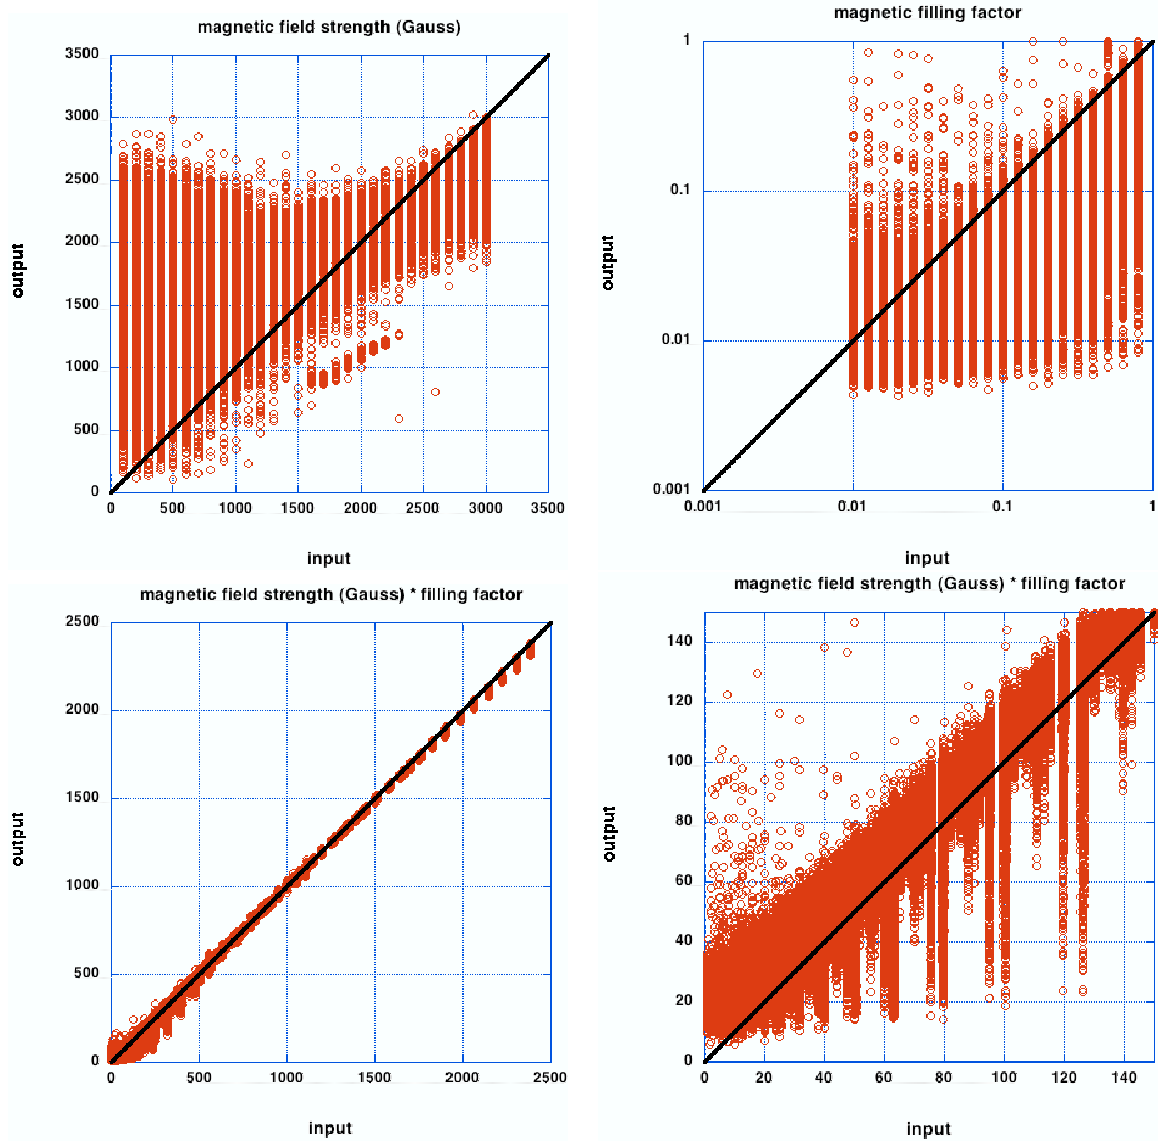 magnetic field strength (Gauss)
3500
3000
2500
2000
1500
1000
500
0
output
0 500 1000 1500 2000 2500 3000 3500
input
magnetic filling factor
1
0.1
0.01
0.001
output
0.001 0.01 0.1 1
input
magnetic field strength (Gauss) * filling factor
2500
2000
1500
1000
500
0
output
0 500 1000 1500 2000 2500
input
magnetic field strength (Gauss) * filling factor
140
120
100
80
60
40
20
0
output
0 20 40 60 80 100 120 140
input